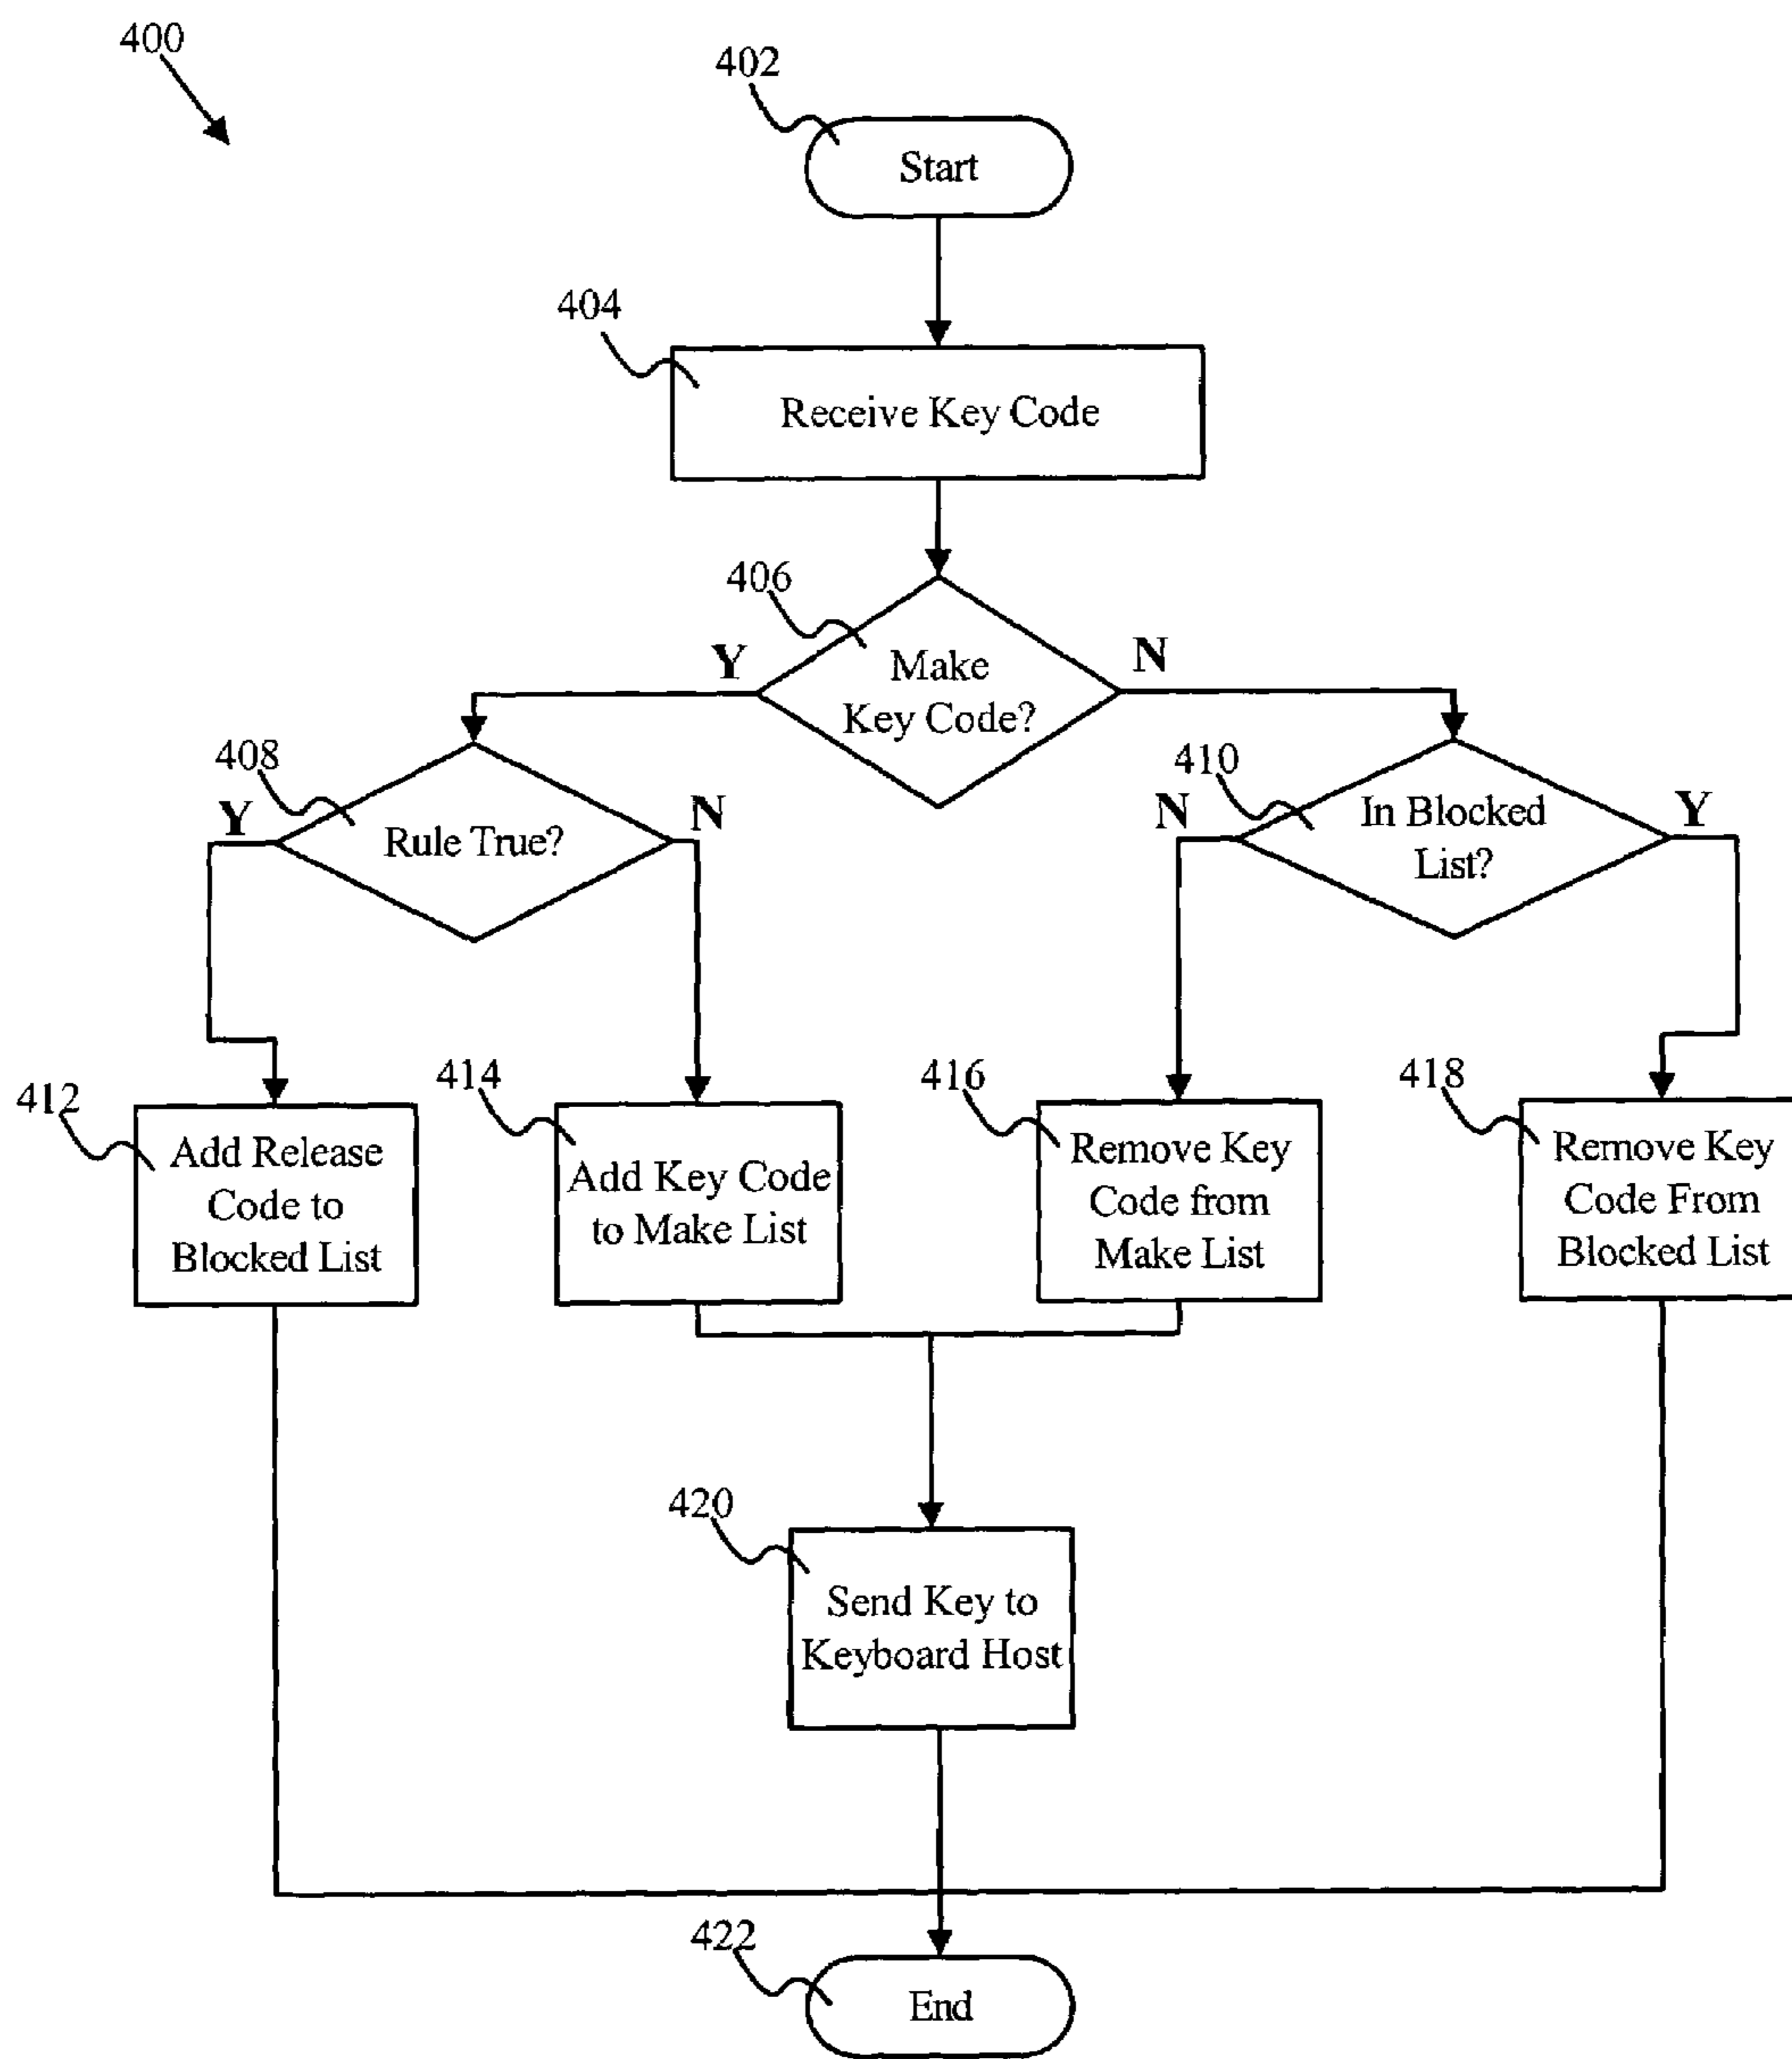 400
402
Start
404
Receive Key Code
406
Y
N
Make
Key Code?
408
Y
N
Rule True?
410
N
Y
In Blocked
List?
412
Add Release
Code to
Blocked List
414
Add Key Code
to Make List
416
Remove Key
Code from
Make List
418
Remove Key
Code From
Blocked List
420
Send Key to
Keyboard Host
422
End